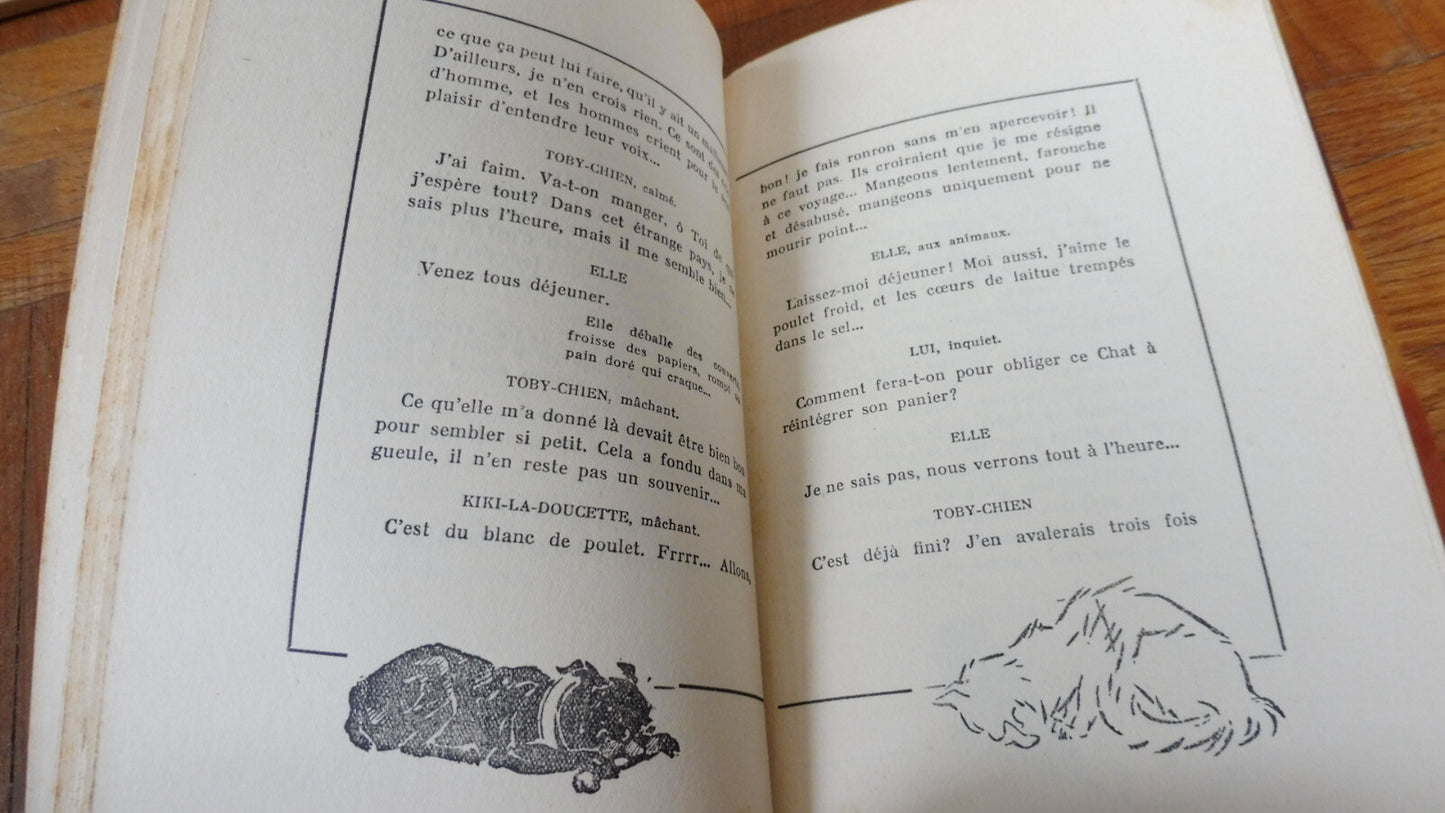 ce que ça peut lui faire, qu'il y ait un
D'ailleurs, je n'en crois rien. Ce sont des
d'homme, et les hommes crient pour le
plaisir d'entendre leur voix...
TOBY-CHIEN, calmé.
J'ai faim. Va-t-on manger, ô Toi de qui
j'espère tout? Dans cet étrange pays, je ne
sais plus l'heure, mais il me semble bien...
ELLE
Venez tous déjeuner.
Elle déballe des couverts,
froisse des papiers, rompt un
pain doré qui craque...
TOBY-CHIEN, mâchant.
Ce qu'elle m'a donné là devait être bien bon
pour sembler si petit. Cela a fondu dans ma
gueule, il n'en reste pas un souvenir...
KIKI-LA-DOUCETTE, mâchant.
C'est du blanc de poulet. Frrrr... Allons,
bon! je fais ronron sans m'en apercevoir! Il
ne faut pas. Ils croiraient que je me résigne
à ce voyage... Mangeons lentement, farouche
et désabusé, mangeons uniquement pour ne
mourir point...
ELLE, aux animaux.
Laissez-moi déjeuner! Moi aussi, j'aime le
poulet froid, et les cœurs de laitue trempés
dans le sel...
LUI, inquiet.
Comment fera-t-on pour obliger ce Chat à
réintégrer son panier?
ELLE
Je ne sais pas, nous verrons tout à l'heure...
TOBY-CHIEN
C'est déjà fini? J'en avalerais trois fois